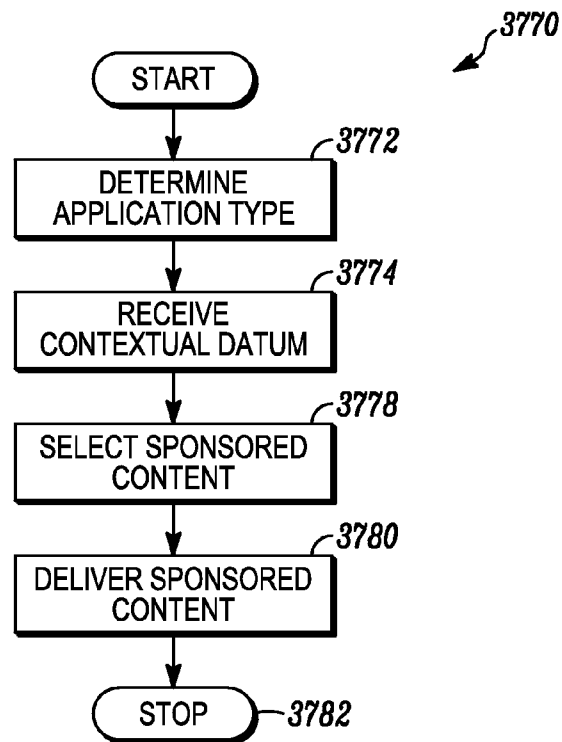 3770
START
3772
DETERMINE
APPLICATION TYPE
3774
RECEIVE
CONTEXTUAL DATUM
3778
SELECT SPONSORED
CONTENT
3780
DELIVER SPONSORED
CONTENT
STOP
3782